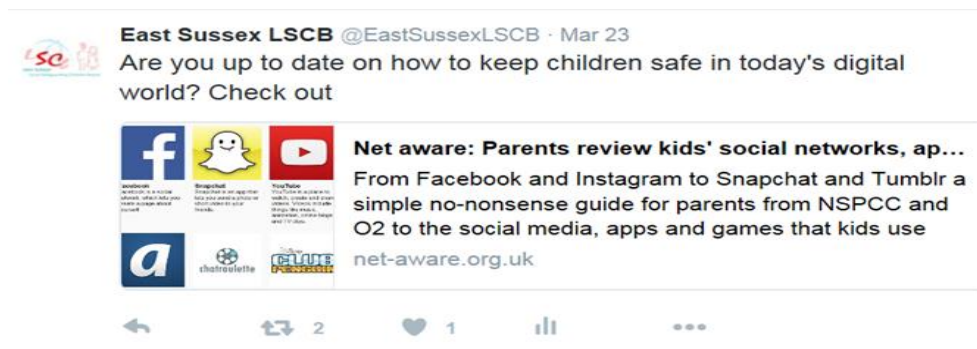 East Sussex LSCB @EastSussexLSCB · Mar 23
Are you up to date on how to keep children safe in today's digital
world? Check out
Net aware: Parents review kids' social networks, ap...
From Facebook and Instagram to Snapchat and Tumblr a
simple no-nonsense guide for parents from NSPCC and
O2 to the social media, apps and games that kids use
net-aware.org.uk
Snapchat
YouTube
chatroulette
CLUB
PENGUIN
2
1